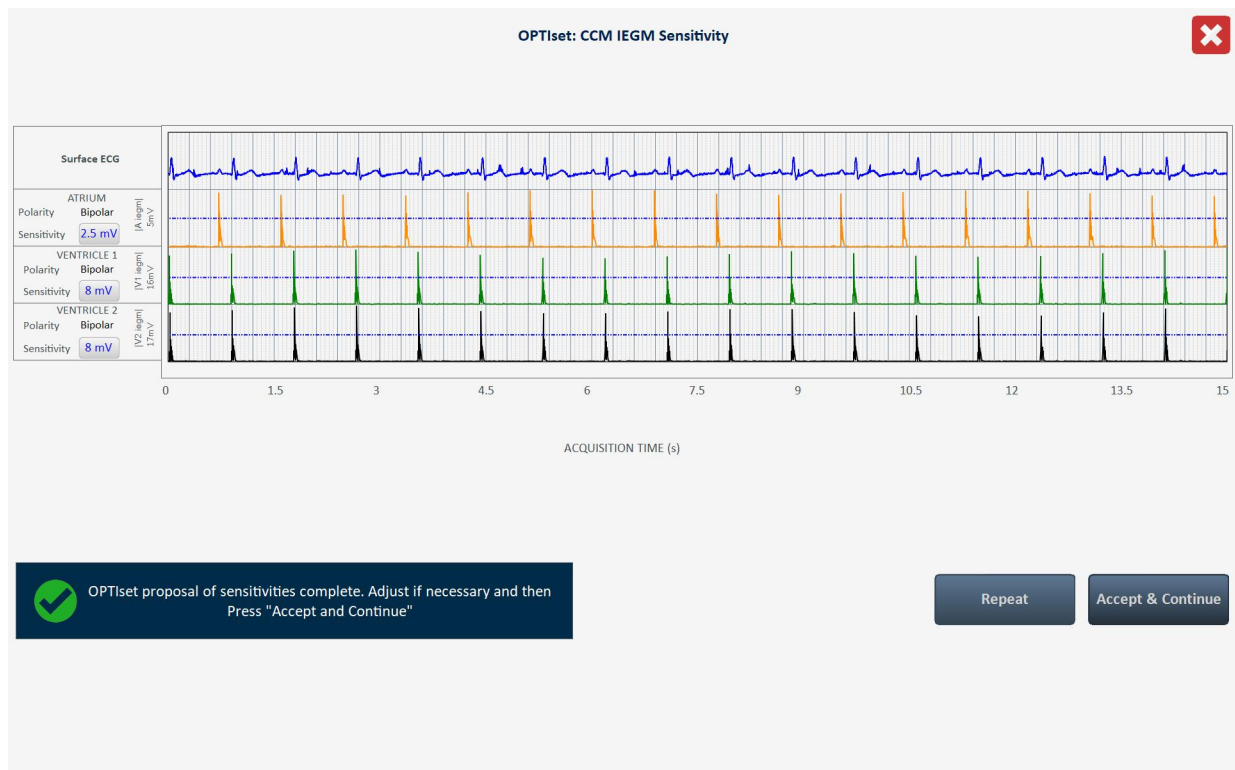 OPTIset: CCM IEGM Sensitivity
Surface ECG
ATRIUM
Polarity Bipolar
Sensitivity 2.5 mV
|A iegm|
5mV
VENTRICLE 1
Polarity Bipolar
Sensitivity 8 mV
|V1 iegm|
16mV
VENTRICLE 2
Polarity Bipolar
Sensitivity 8 mV
|V2 iegm|
17mV
0 1.5 3 4.5 6 7.5 9 10.5 12 13.5 15
ACQUISITION TIME (s)
OPTIset proposal of sensitivities complete. Adjust if necessary and then
Press "Accept and Continue"
Repeat
Accept & Continue